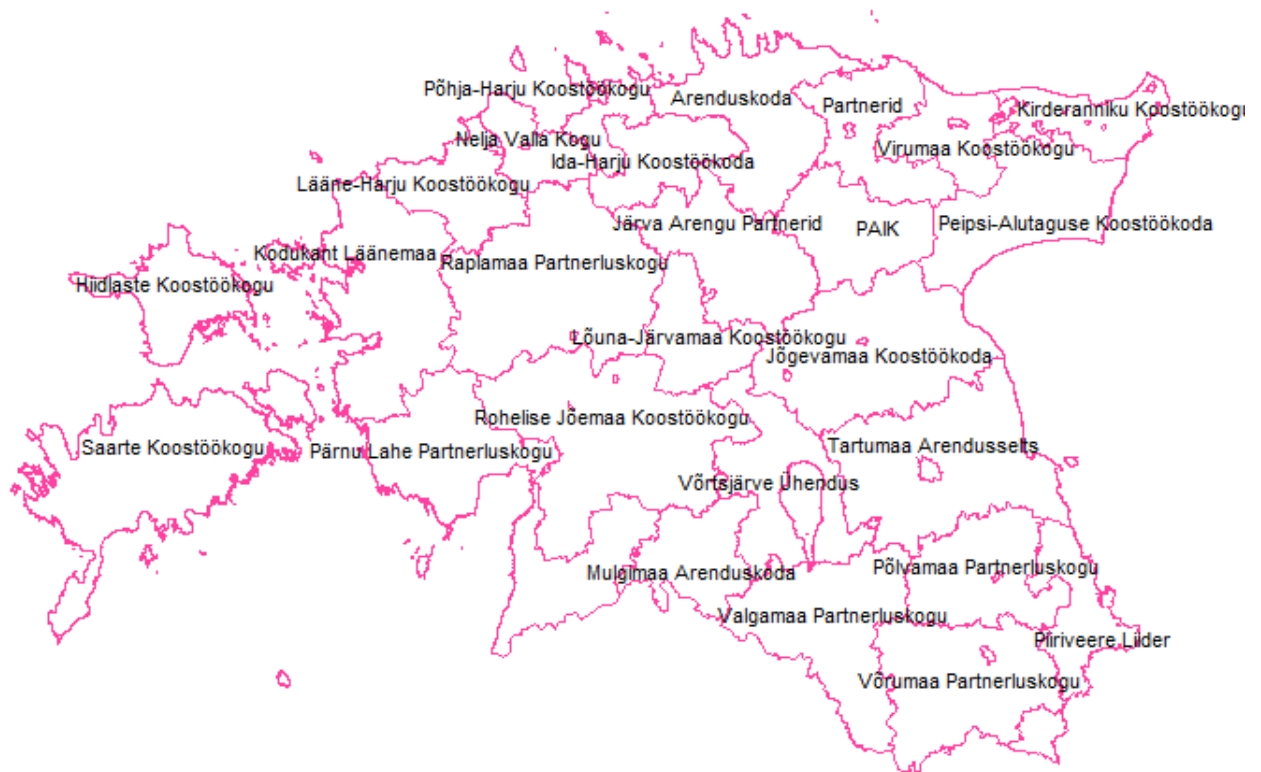 Põhja-Harju Koostöökogu
Arenduskoda
Partnerid
Kirderanniku Koostöökogu
Nelja Valla Kogu
Ida-Harju Koostöökoda
Virumaa Koostöökogu
Lääne-Harju Koostöökogu
Järva Arengu Partnerid
PAIK
Peipsi-Alutaguse Koostöökoda
Kodukant Läänemaa
Raplamaa Partnerluskogu
Hiidlaste Koostöökogu
Lõuna-Järvamaa Koostöökogu
Jõgevamaa Koostöökoda
Rohelise Jõemaa Koostöökogu
Saarte Koostöökogu
Pärnu Lahe Partnerluskogu
Tartumaa Arendusselts
Võrtsjärve Ühendus
Mulgimaa Arenduskoda
Põlvamaa Partnerluskogu
Valgamaa Partnerluskogu
Piiriveere Liider
Võrumaa Partnerluskogu